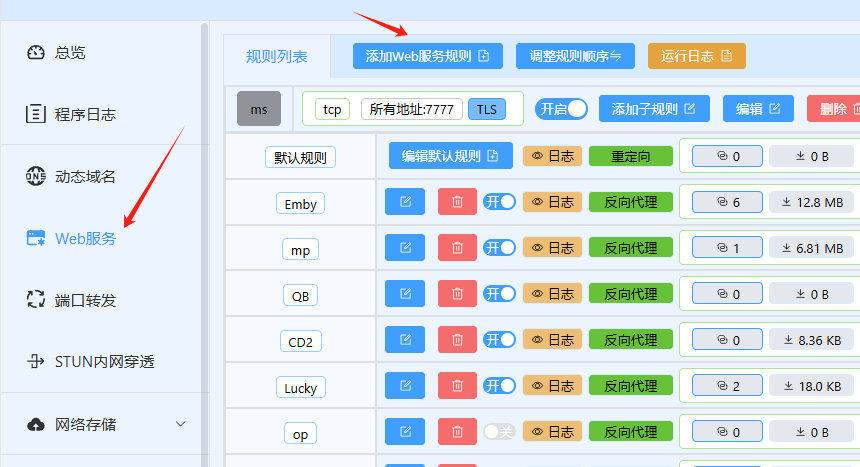 总览
程序日志
动态域名
Web服务
端口转发
STUN内网穿透
网络存储
规则列表
添加Web服务规则
调整规则顺序
运行日志
ms tcp 所有地址:7777 TLS 开启 添加子规则 编辑 删除
默认规则 编辑默认规则 日志 重定向 0 0 B
Emby 开 日志 反向代理 6 12.8 MB
mp 开 日志 反向代理 1 6.81 MB
QB 开 日志 反向代理 0 0 B
CD2 开 日志 反向代理 0 8.36 KB
Lucky 开 日志 反向代理 2 18.0 KB
op 关 日志 反向代理 0 0 B